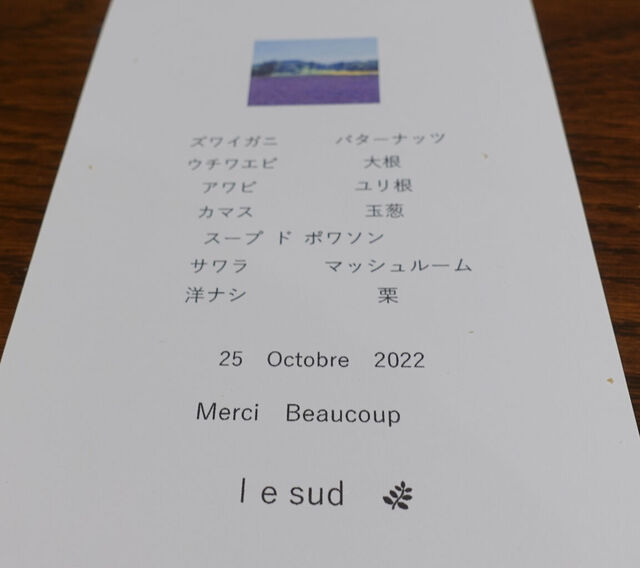 ズワイガニ バターナッツ
ウチワエビ 大根
アワビ ユリ根
カマス 玉葱
スープ ド ポワソン
サワラ マッシュルーム
洋ナシ 栗
25 Octobre 2022
Merci Beaucoup
le sud